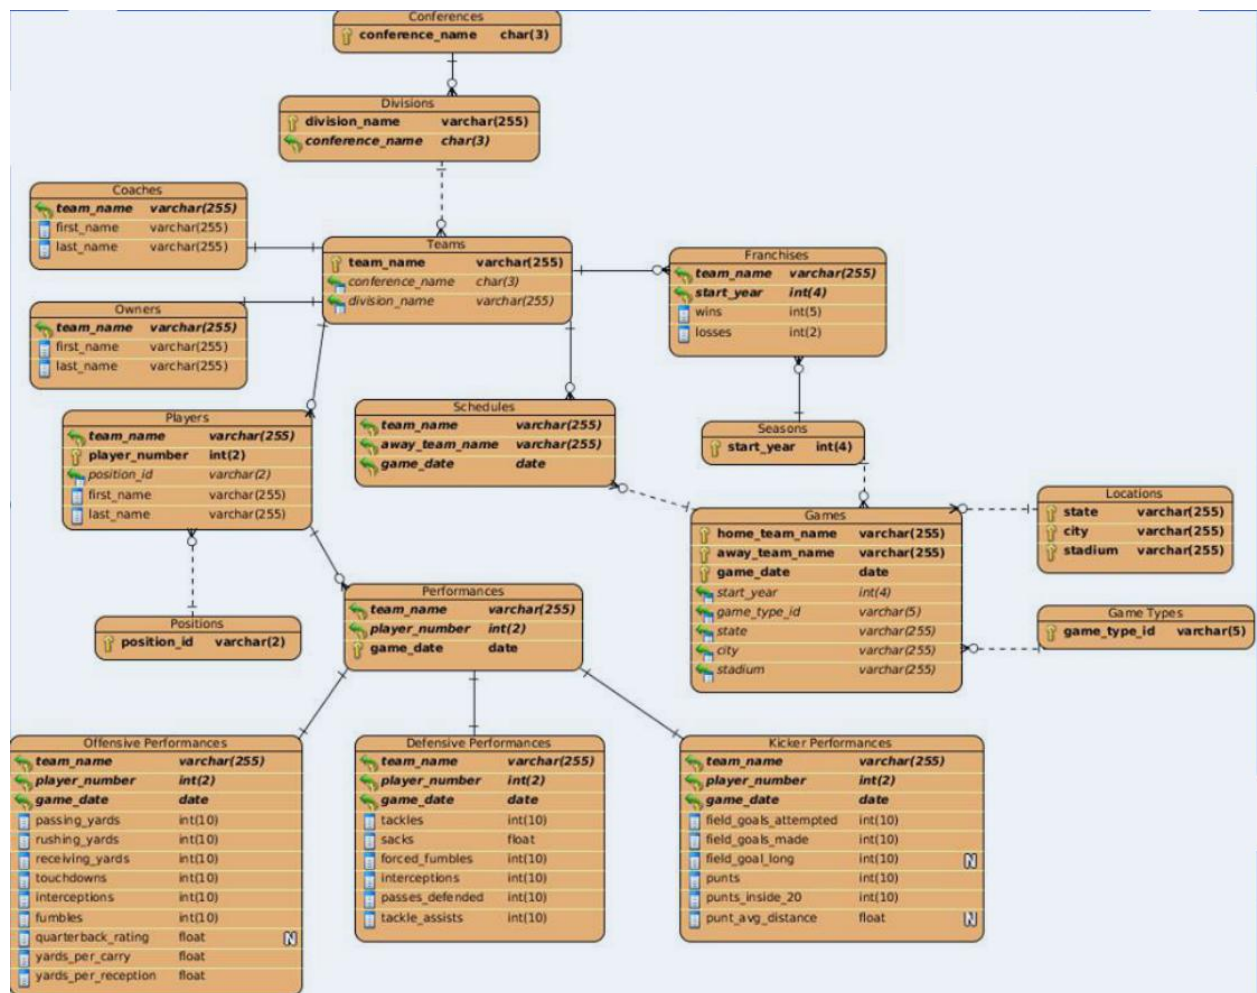 Conferences
conference_name char(3)
Divisions
division_name varchar(255)
conference_name char(3)
Coaches
team_name varchar(255)
first_name varchar(255)
last_name varchar(255)
Teams
team_name varchar(255)
conference_name char(3)
division_name varchar(255)
Franchises
team_name varchar(255)
start_year int(4)
wins int(5)
losses int(2)
Owners
team_name varchar(255)
first_name varchar(255)
last_name varchar(255)
Players
team_name varchar(255)
player_number int(2)
position_id varchar(2)
first_name varchar(255)
last_name varchar(255)
Schedules
team_name varchar(255)
away_team_name varchar(255)
game_date date
Seasons
start_year int(4)
Games
home_team_name varchar(255)
away_team_name varchar(255)
game_date date
start_year int(4)
game_type_id varchar(5)
state varchar(255)
city varchar(255)
stadium varchar(255)
Locations
state varchar(255)
city varchar(255)
stadium varchar(255)
Game Types
game_type_id varchar(5)
Positions
position_id varchar(2)
Performances
team_name varchar(255)
player_number int(2)
game_date date
Offensive Performances
team_name varchar(255)
player_number int(2)
game_date date
passing_yards int(10)
rushing_yards int(10)
receiving_yards int(10)
touchdowns int(10)
interceptions int(10)
fumbles int(10)
quarterback_rating float N
yards_per_carry float
yards_per_reception float
Defensive Performances
team_name varchar(255)
player_number int(2)
game_date date
tackles int(10)
sacks float
forced_fumbles int(10)
interceptions int(10)
passes_defended int(10)
tackle_assists int(10)
Kicker Performances
team_name varchar(255)
player_number int(2)
game_date date
field_goals_attempted int(10)
field_goals_made int(10)
field_goal_long int(10) N
punts int(10)
punts_inside_20 int(10)
punt_avg_distance float N